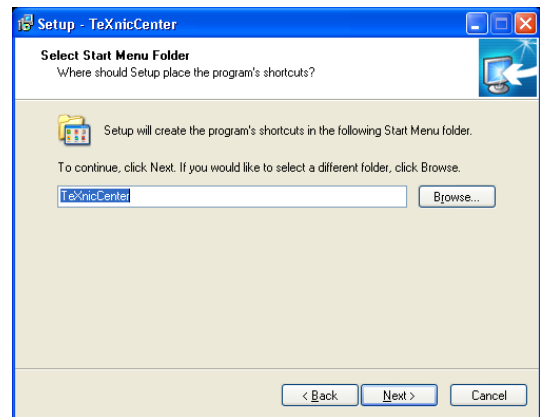 Setup - TeXnicCenter
Select Start Menu Folder
Where should Setup place the program's shortcuts?
Setup will create the program's shortcuts in the following Start Menu folder.
To continue, click Next. If you would like to select a different folder, click Browse.
TeXnicCenter
Browse...
< Back
Next >
Cancel